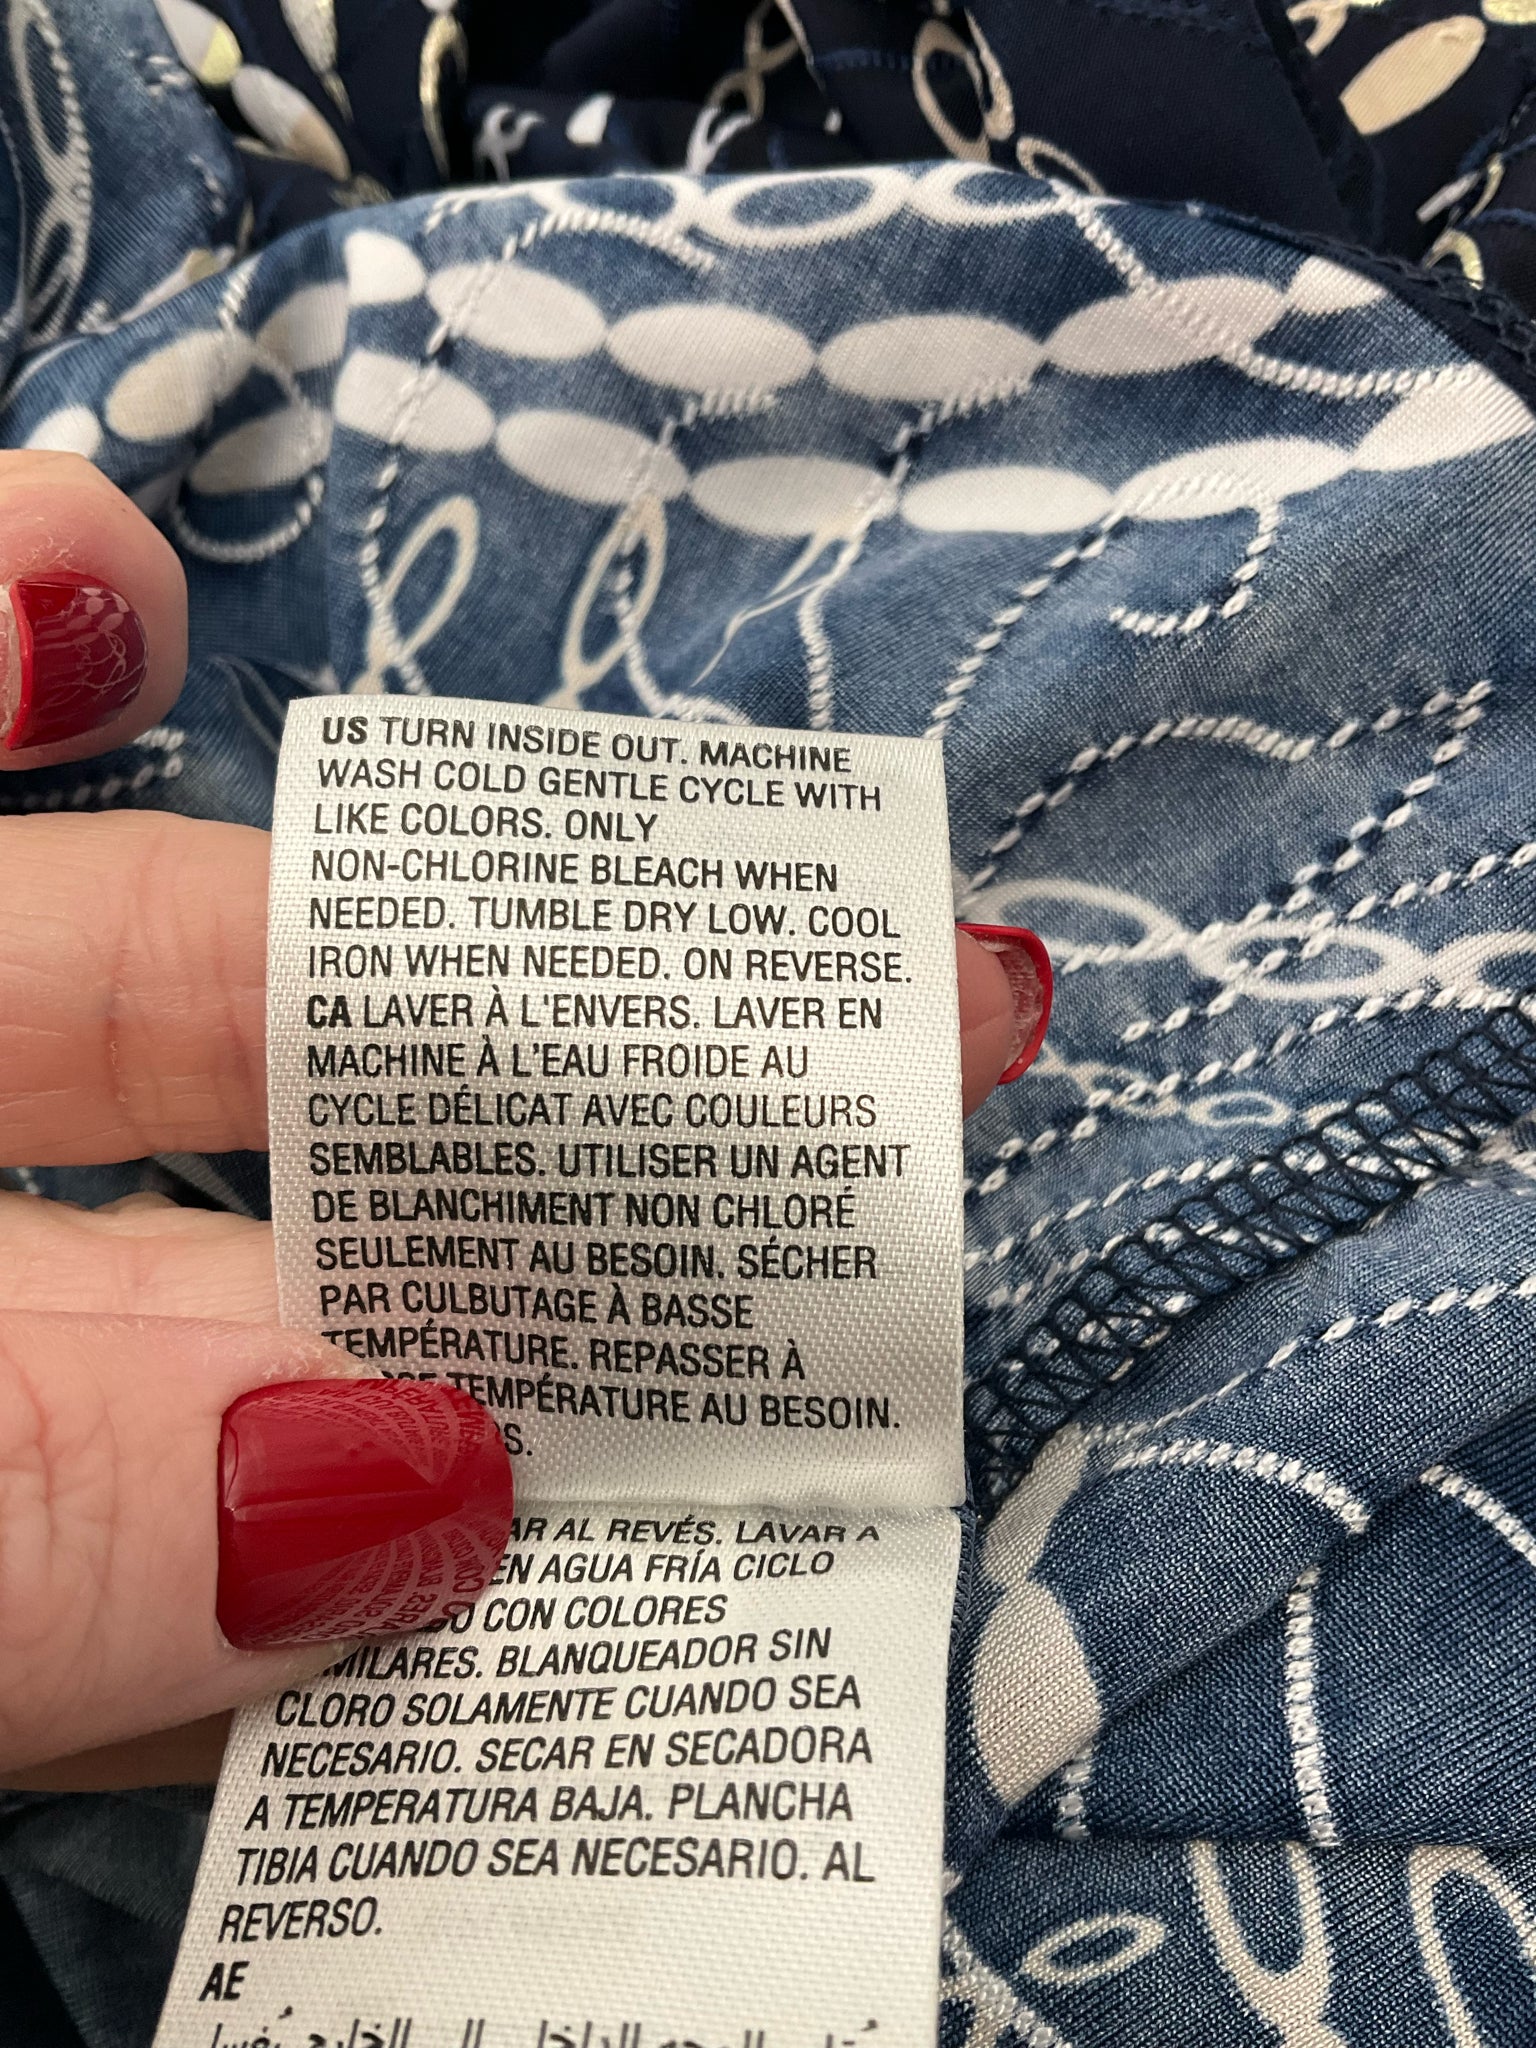 US TURN INSIDE OUT. MACHINE
WASH COLD GENTLE CYCLE WITH
LIKE COLORS. ONLY
NON-CHLORINE BLEACH WHEN
NEEDED. TUMBLE DRY LOW. COOL
IRON WHEN NEEDED. ON REVERSE.
CA LAVER À L'ENVERS. LAVER EN
MACHINE À L'EAU FROIDE AU
CYCLE DÉLICAT AVEC COULEURS
SEMBLABLES. UTILISER UN AGENT
DE BLANCHIMENT NON CHLORÉ
SEULEMENT AU BESOIN. SÉCHER
PAR CULBUTAGE À BASSE
TEMPÉRATURE. REPASSER À
TEMPÉRATURE AU BESOIN.
AL REVÉS. LAVAR A
EN AGUA FRÍA CICLO
CON COLORES
CLORO SOLAMENTE CUANDO SEA
NECESARIO. SECAR EN SECADORA
A TEMPERATURA BAJA. PLANCHA
TIBIA CUANDO SEA NECESARIO. AL
REVERSO.
AE